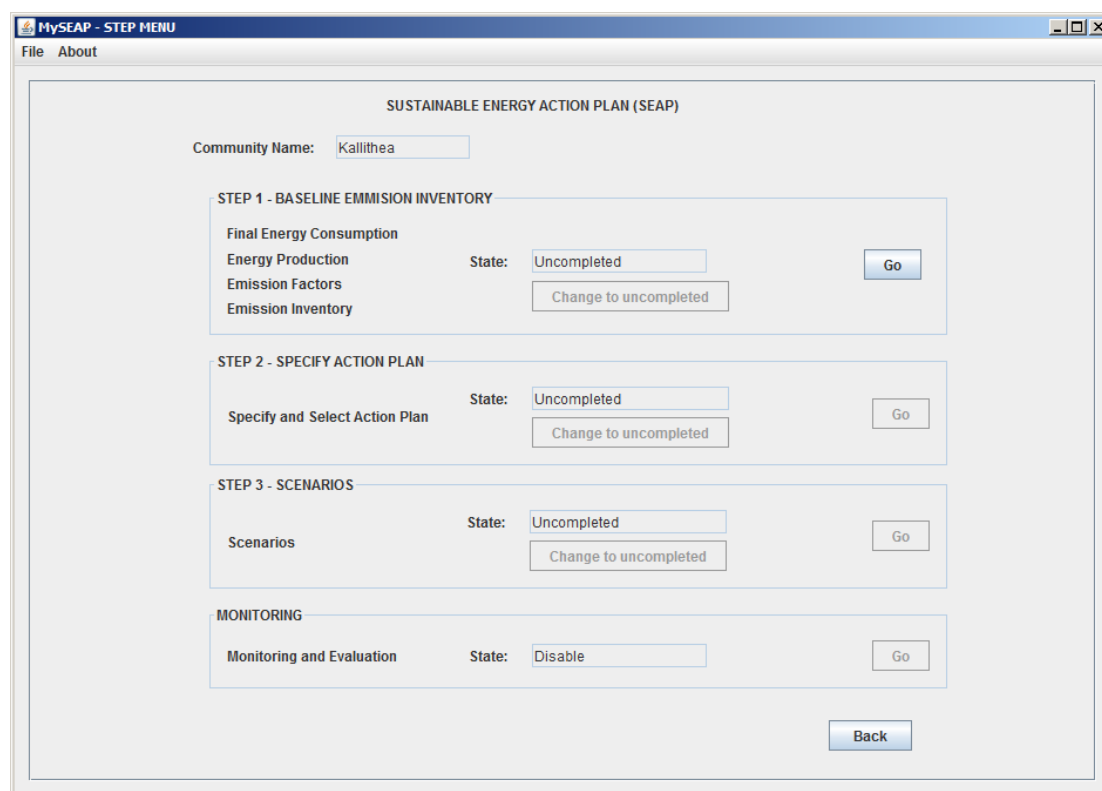 MySEAP - STEP MENU
File About
SUSTAINABLE ENERGY ACTION PLAN (SEAP)
Community Name: Kallithea
STEP 1 - BASELINE EMMISION INVENTORY
Final Energy Consumption
Energy Production
Emission Factors
Emission Inventory
State: Uncompleted
Change to uncompleted
Go
STEP 2 - SPECIFY ACTION PLAN
Specify and Select Action Plan
State: Uncompleted
Change to uncompleted
Go
STEP 3 - SCENARIOS
Scenarios
State: Uncompleted
Change to uncompleted
Go
MONITORING
Monitoring and Evaluation State: Disable Go
Back